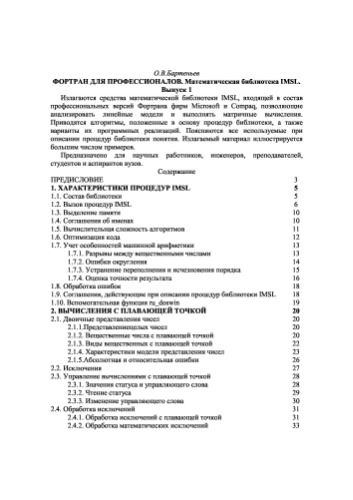 О.В.Бартеньев
ФОРТРАН ДЛЯ ПРОФЕССИОНАЛОВ. Математическая библиотека IMSL.
Выпуск 1
Излагаются средства математической библиотеки IMSL, входящей в состав
профессиональных версий Фортрана фирм Microsoft и Compaq, позволяющие
анализировать линейные модели и выполнять матричные вычисления.
Приводятся алгоритмы, положенные в основу процедур библиотеки, а также
варианты их программных реализаций. Поясняются все используемые при
описании процедур библиотеки понятия. Излагаемый материал иллюстрируется
большим числом примеров.
Предназначено для научных работников, инженеров, преподавателей,
студентов и аспирантов вузов.
Содержание
ПРЕДИСЛОВИЕ 3
1. ХАРАКТЕРИСТИКИ ПРОЦЕДУР IMSL 5
1.1. Состав библиотеки 5
1.2. Вызов процедур IMSL 6
1.3. Выделение памяти 10
1.4. Соглашения об именах 10
1.5. Вычислительная сложность алгоритмов 11
1.6. Оптимизация кода 12
1.7. Учет особенностей машинной арифметики 13
1.7.1. Разрывы между вещественными числами 13
1.7.2. Ошибки округления 14
1.7.3. Устранение переполнения и исчезновения порядка 15
1.7.4. Оценка точности результата 16
1.8. Обработка ошибок 18
1.9. Соглашения, действующие при описании процедур библиотеки IMSL 18
1.10. Вспомогательная функция ru_doswin 19
2. ВЫЧИСЛЕНИЯ С ПЛАВАЮЩЕЙ ТОЧКОЙ 20
2.1. Двоичные представления чисел 20
2.1.1.Представлениецелых чисел 20
2.1.2. Вещественные числа с плавающей точкой 20
2.1.3. Виды вещественных с плавающей точкой 22
2.1.4. Характеристики модели представления чисел 23
2.1.5.Абсолютная и относительная ошибки 26
2.2. Исключения 27
2.3. Управление вычислениями с плавающей точкой 28
2.3.1. Значения статуса и управляющего слова 28
2.3.2. Чтение статуса 29
2.3.3. Изменение управляющего слова 30
2.4. Обработка исключений 31
2.4.1. Обработка исключений с плавающей точкой 31
2.4.2. Обработка математических исключений 33